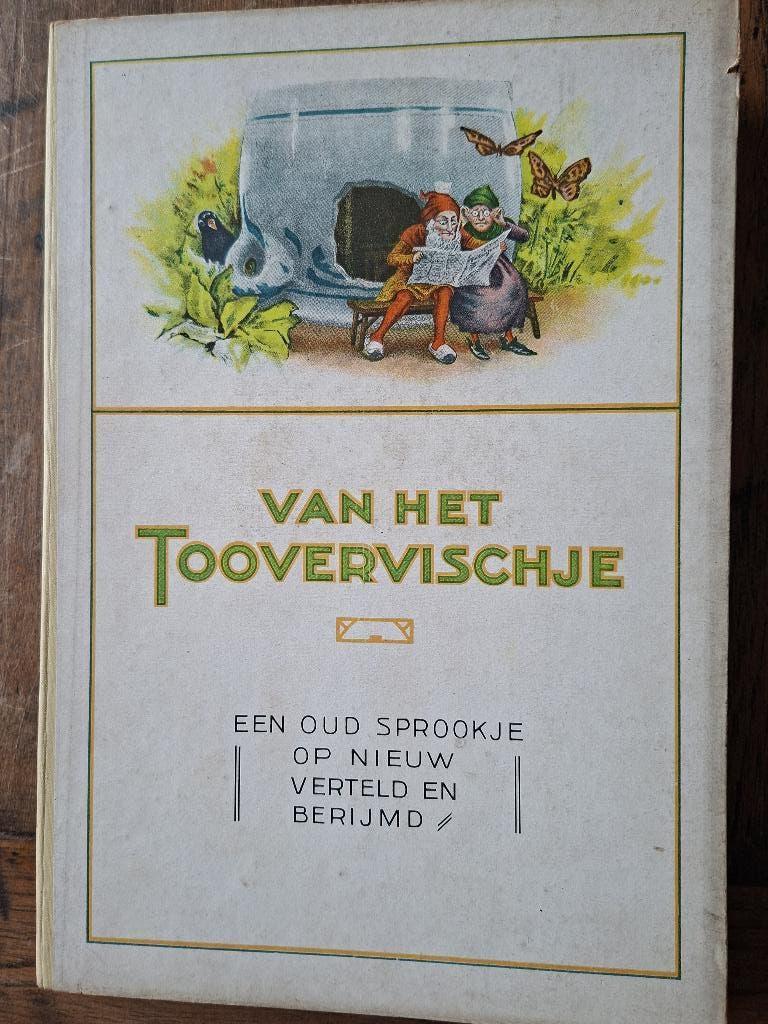 VAN HET
TOOVERVISCHJE
EEN OUD SPROOKJE
OP NIEUW
VERTELD EN
BERIJMD